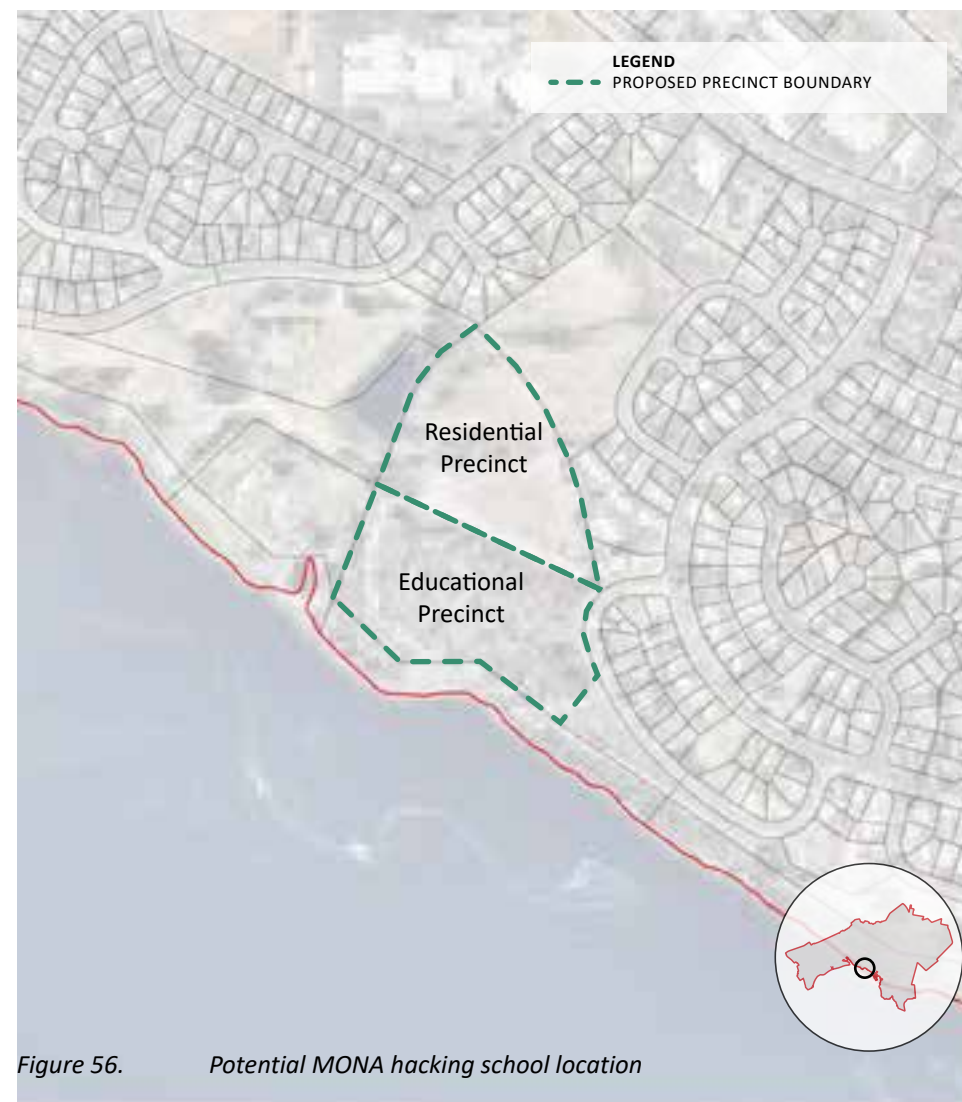 LEGEND
PROPOSED PRECINCT BOUNDARY
Residential
Precinct
Educational
Precinct
Figure 56. Potential MONA hacking school location